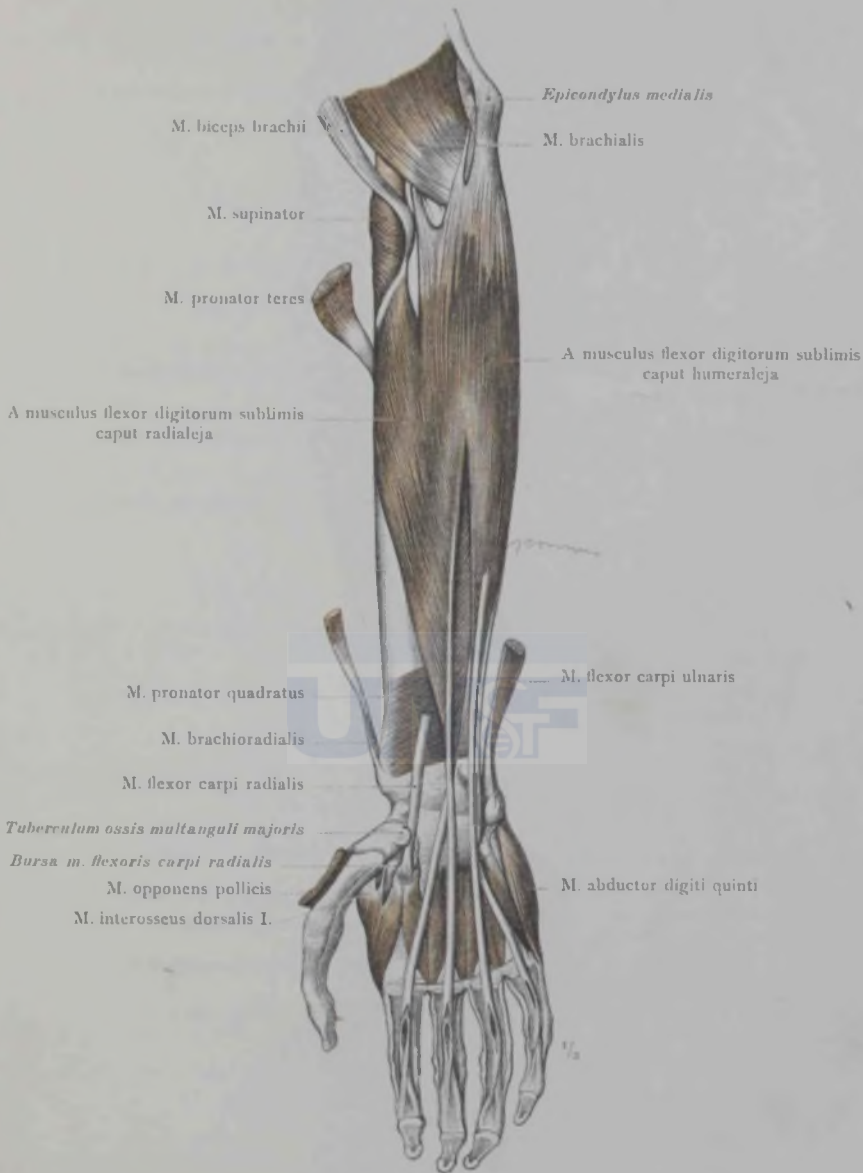 Epicondylus medialis
M. biceps brachii
M. brachialis
M. supinator
M. pronator teres
A musculus flexor digitorum sublimis
caput humeraleja
A musculus flexor digitorum sublimis
caput radialeja
M. flexor carpi ulnaris
M. pronator quadratus
M. brachioradialis
M. flexor carpi radialis
Tuberculum ossis multanguli majoris
Bursa m. flexoris carpi radialis
M. opponens pollicis
M. abductor digiti quinti
M. interosseus dorsalis I.